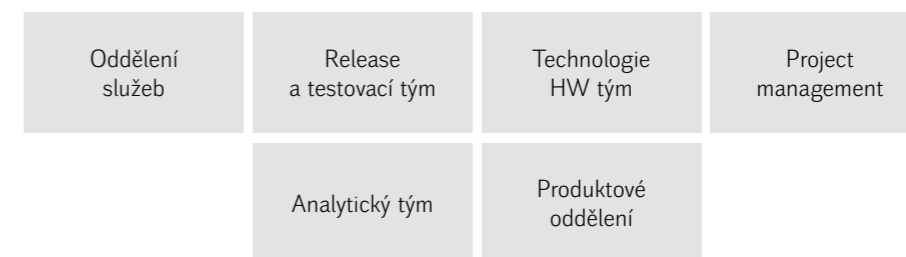 Oddělení
služeb
Release
a testovací tým
Technologie
HW tým
Project
management
Analytický tým
Produktové
oddělení